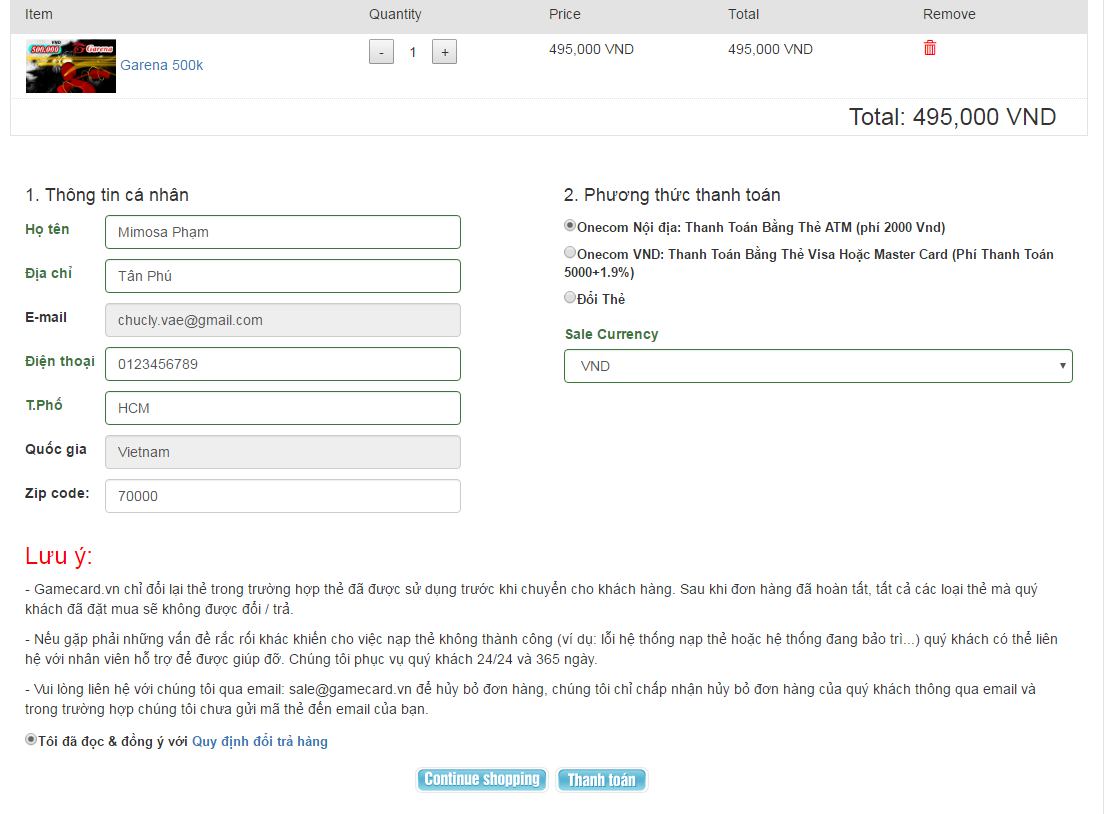 Item Quantity Price Total Remove
500.000 VND Garena
Garena 500k - 1 + 495,000 VND 495,000 VND
Total: 495,000 VND
1. Thông tin cá nhân
Họ tên Mimosa Phạm
Địa chỉ Tân Phú
E-mail chucly.vae@gmail.com
Điện thoại 0123456789
T.Phố HCM
Quốc gia Vietnam
Zip code: 70000
2. Phương thức thanh toán
Onecom Nội địa: Thanh Toán Bằng Thẻ ATM (phí 2000 Vnd)
Onecom VND: Thanh Toán Bằng Thẻ Visa Hoặc Master Card (Phí Thanh Toán
5000+1.9%)
Đổi Thẻ
Sale Currency
VND
Lưu ý:
- Gamecard.vn chỉ đổi lại thẻ trong trường hợp thẻ đã được sử dụng trước khi chuyển cho khách hàng. Sau khi đơn hàng đã hoàn tất, tất cả các loại thẻ mà quý
khách đã đặt mua sẽ không được đổi / trả.
- Nếu gặp phải những vấn đề rắc rối khác khiến cho việc nạp thẻ không thành công (ví dụ: lỗi hệ thống nạp thẻ hoặc hệ thống đang bảo trì...) quý khách có thể liên
hệ với nhân viên hỗ trợ để được giúp đỡ. Chúng tôi phục vụ quý khách 24/24 và 365 ngày.
- Vui lòng liên hệ với chúng tôi qua email: sale@gamecard.vn để hủy bỏ đơn hàng, chúng tôi chỉ chấp nhận hủy bỏ đơn hàng của quý khách thông qua email và
trong trường hợp chúng tôi chưa gửi mã thẻ đến email của bạn.
Tôi đã đọc & đồng ý với Quy định đổi trả hàng
Continue shopping Thanh toán